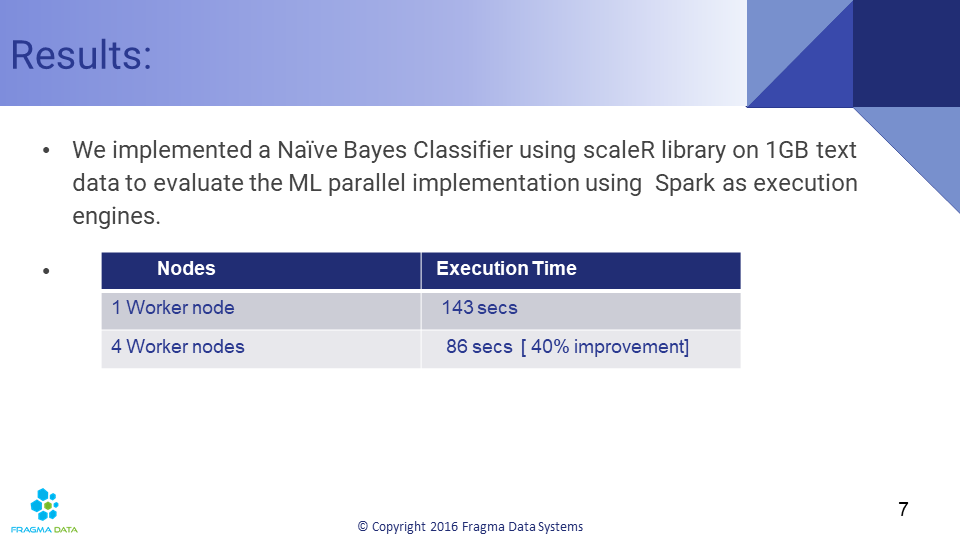 Results:
• We implemented a Naïve Bayes Classifier using scaleR library on 1GB text
data to evaluate the ML parallel implementation using  Spark as execution
engines.
•
Nodes Execution Time
1 Worker node 143 secs
4 Worker nodes 86 secs  [ 40% improvement]
FRAGMA DATA
© Copyright 2016 Fragma Data Systems
7